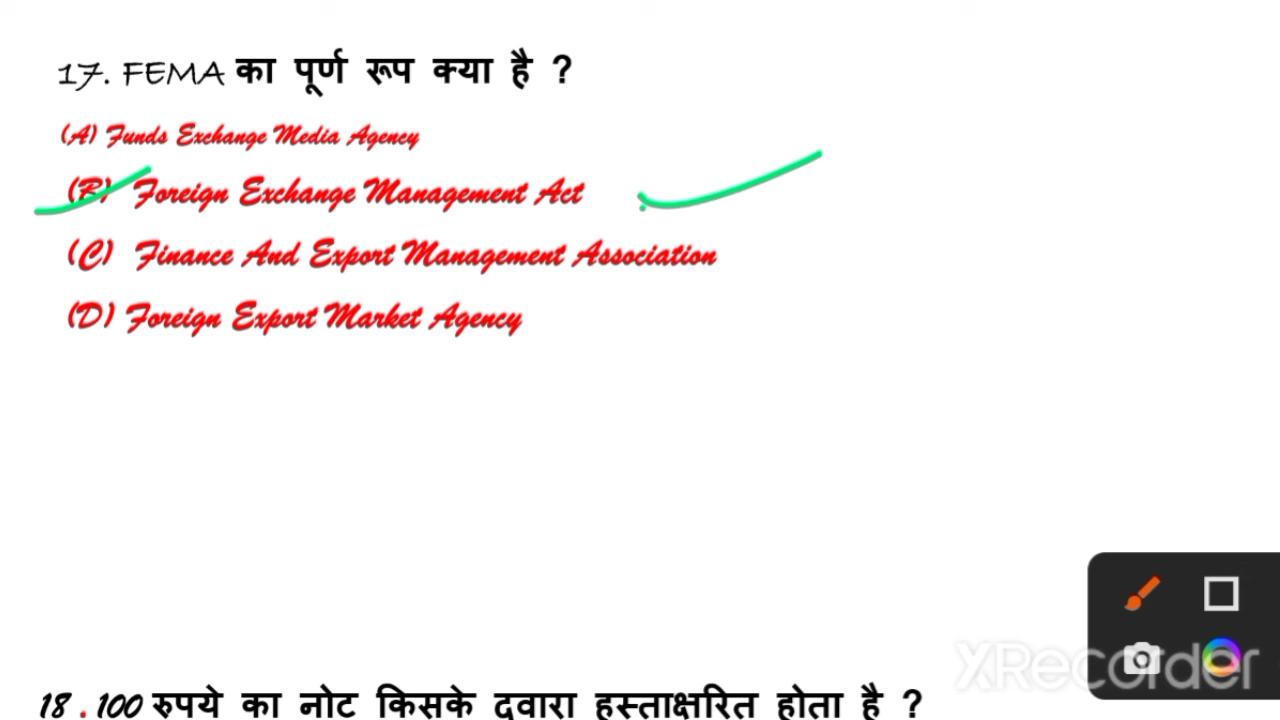 17. FEMA का पूर्ण रूप क्या है ?
(A) Funds Exchange Media Agency
(B) Foreign Exchange Management Act
(C) Finance And Export Management Association
(D) Foreign Export Market Agency
XRecorder
18 . 100 रुपये का नोट किसके द्वारा हस्ताक्षरित होता है ?